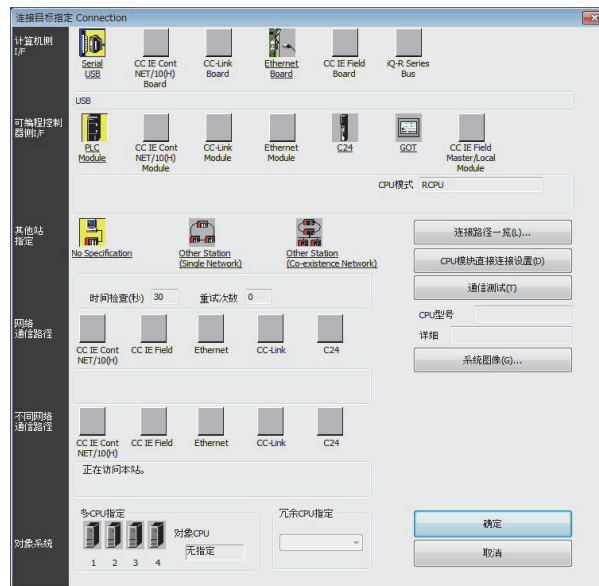 连接目标指定 Connection
计算机侧
I/F
Serial
USB
CC IE Cont
NET/10(H)
Board
CC-Link
Board
Ethernet
Board
CC IE Field
Board
iQ-R Series
Bus
USB
可编程控制
器侧I/F
PLC
Module
CC IE Cont
NET/10(H)
Module
CC-Link
Module
Ethernet
Module
C24
GOT
CC IE Field
Master/Local
Module
CPU模式 RCPU
其他站
指定
No Specification
Other Station
(Single Network)
Other Station
(Co-existence Network)
连接路径一览(L)...
CPU模块直接连接设置(D)
通信测试(T)
时间检查(秒) 30 重试次数 0
CPU型号
详细
系统图像(G)...
网络
通信路径
CC IE Cont
NET/10(H)
CC IE Field
Ethernet
CC-Link
C24
不同网络
通信路径
CC IE Cont
NET/10(H)
CC IE Field
Ethernet
CC-Link
C24
正在访问本站。
对象系统
多CPU指定
1 2 3 4
对象CPU
无指定
冗余CPU指定
确定
取消